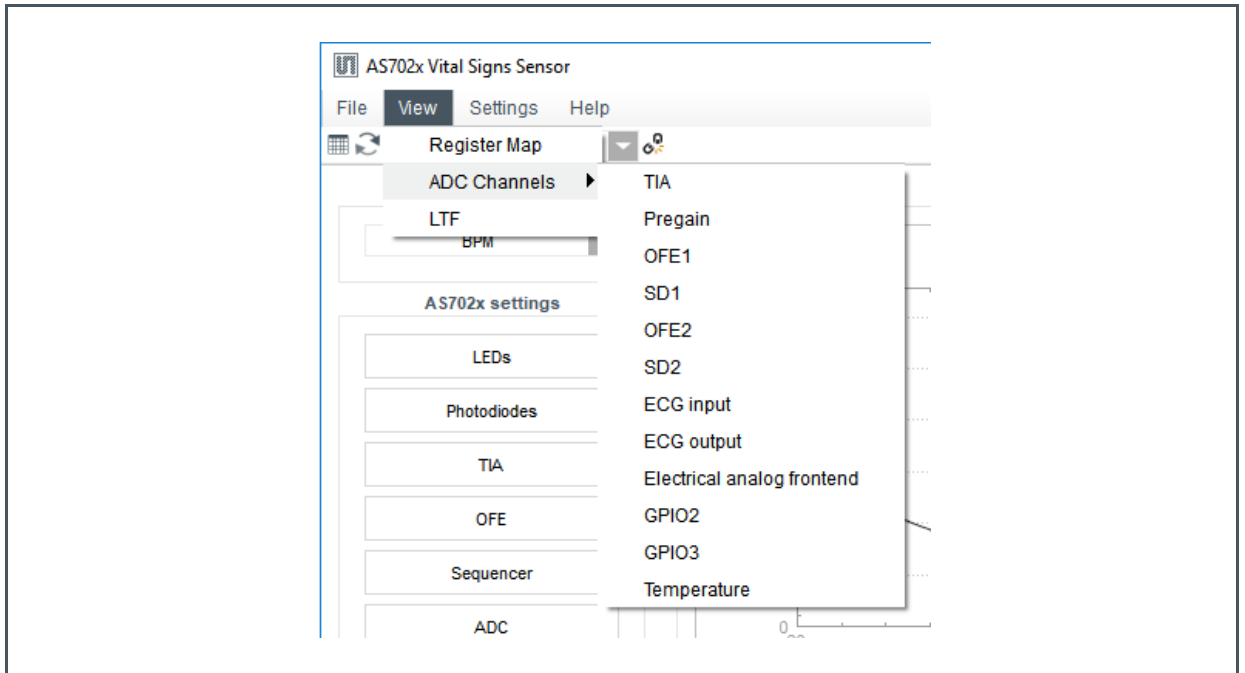 AS702x Vital Signs Sensor
File View Settings Help
Register Map
ADC Channels
LTF
TIA
Pregain
OFE1
SD1
OFE2
SD2
ECG input
ECG output
Electrical analog frontend
GPIO2
GPIO3
Temperature
BPM
AS702x settings
LEDs
Photodiodes
TIA
OFE
Sequencer
ADC
0